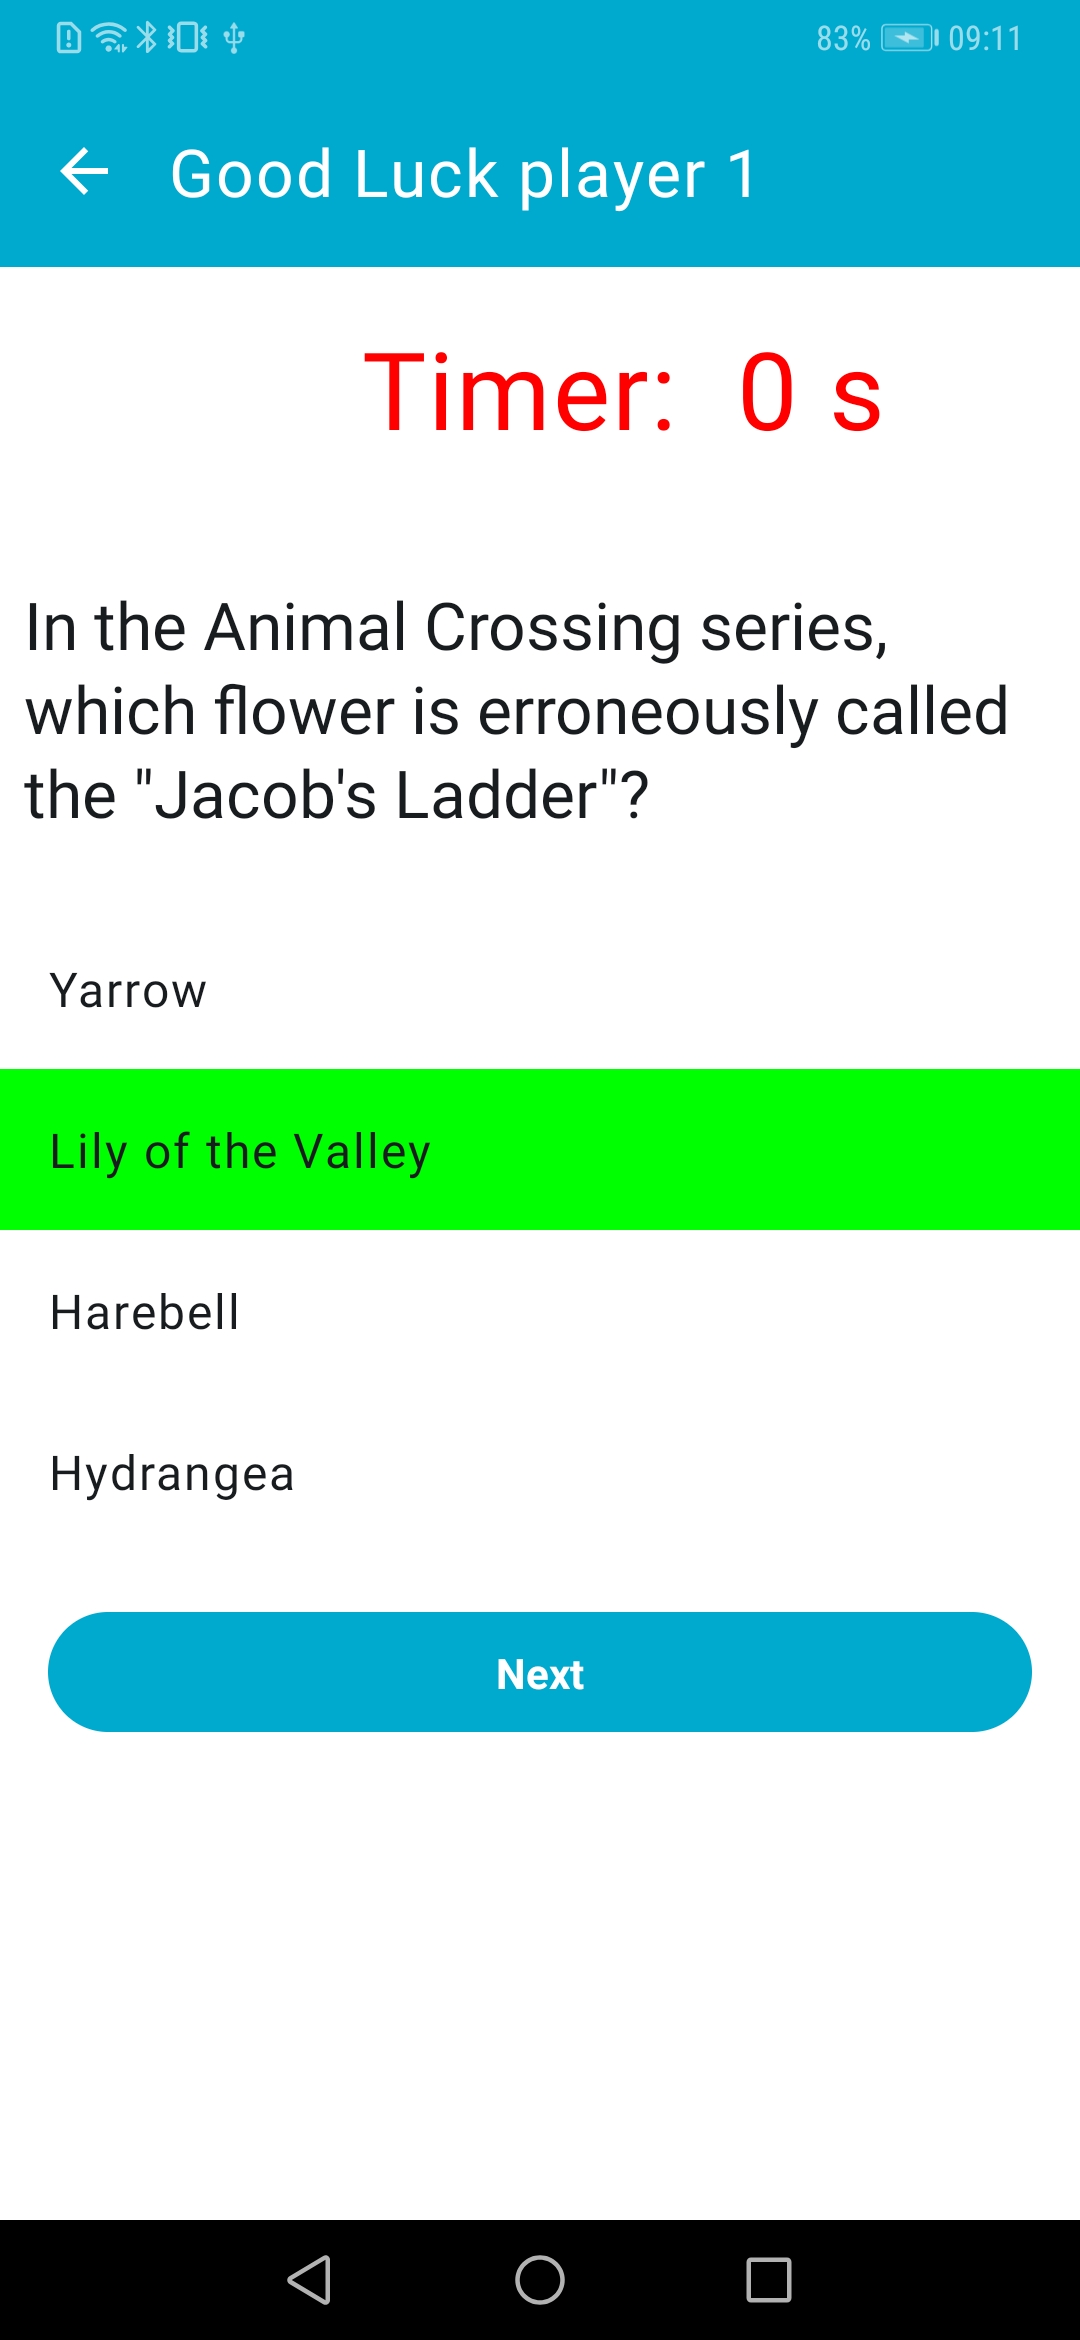 83% 09:11
Good Luck player 1
Timer: 0 s
In the Animal Crossing series,
which flower is erroneously called
the "Jacob's Ladder"?
Yarrow
Lily of the Valley
Harebell
Hydrangea
Next